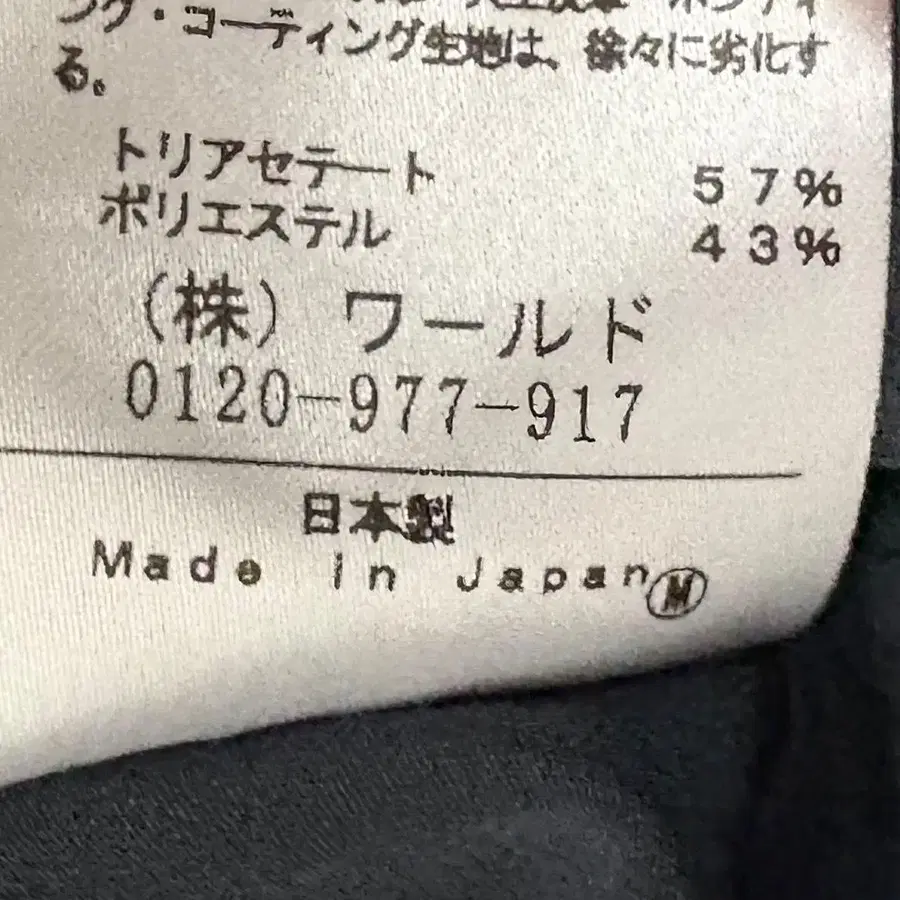 ング・コーティング生地は、徐々に劣化す
る。
トリアセテート 57%
ポリエステル 43%
(株) ワールド
0120-977-917
日本製
Made in Japan Ⓜ